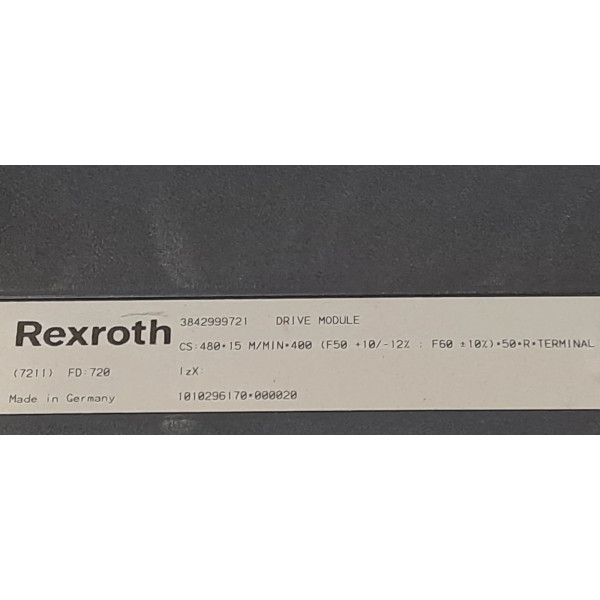 Rexroth 3842999721 DRIVE MODULE
CS:480*15 M/MIN*400 (F50 +10/-12% : F60 ±10%)*50*R*TERMINAL
(7211) FD:720 IzX:
Made in Germany 1010296170*000020